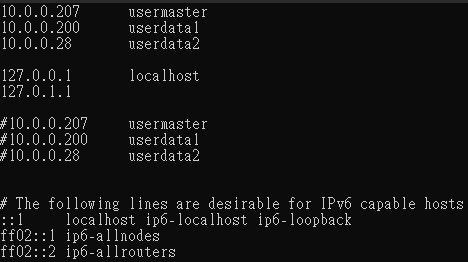 10.0.0.207 usermaster
10.0.0.200 userdata1
10.0.0.28 userdata2
127.0.0.1 localhost
127.0.1.1
#10.0.0.207 usermaster
#10.0.0.200 userdata1
#10.0.0.28 userdata2
# The following lines are desirable for IPv6 capable hosts
::1 localhost ip6-localhost ip6-loopback
ff02::1 ip6-allnodes
ff02::2 ip6-allrouters